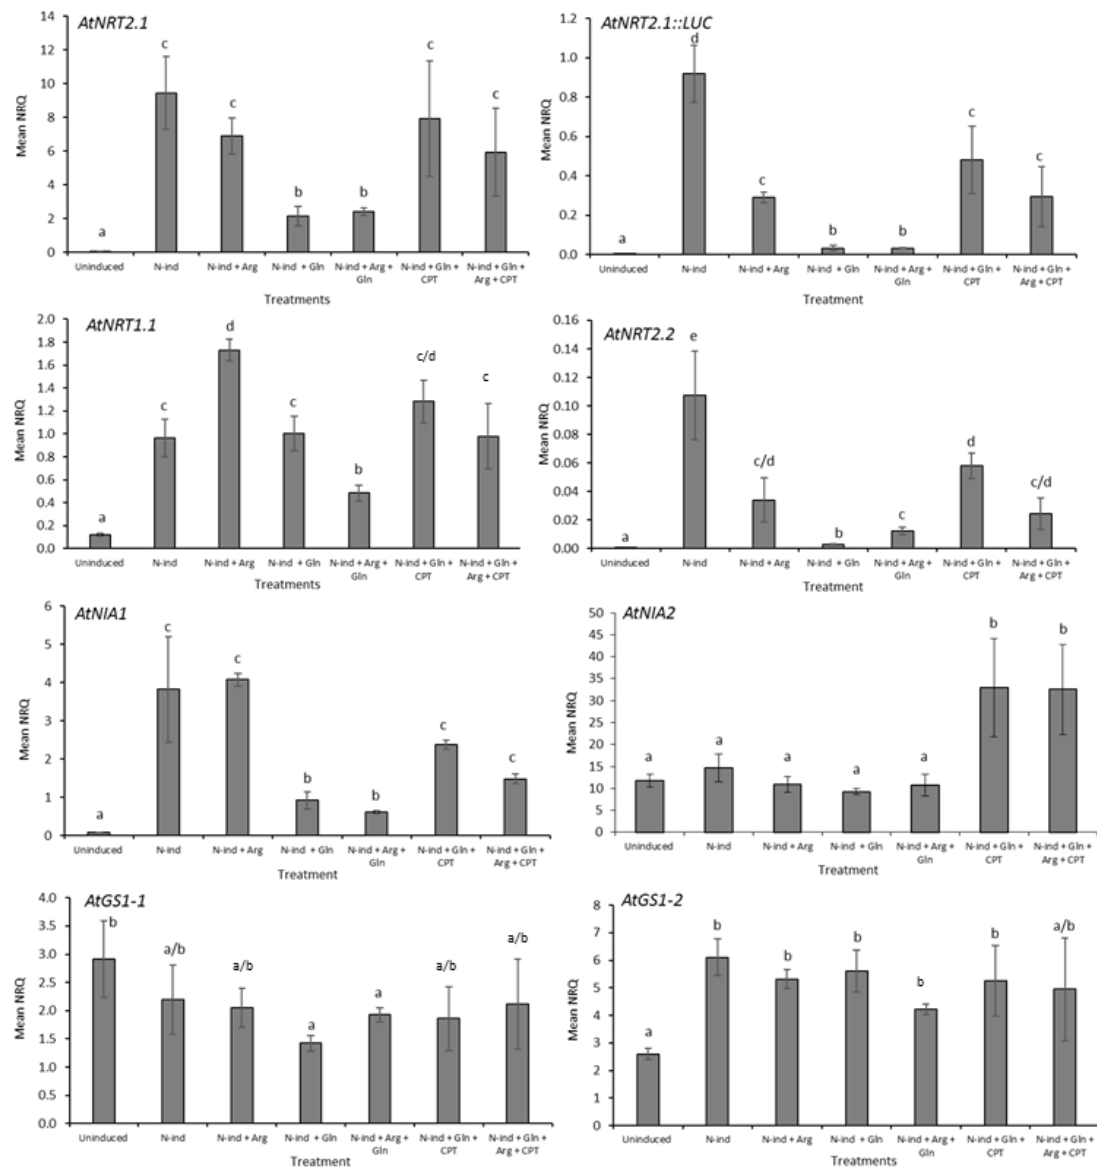 AtNRT2.1
14
12
10
8
6
4
2
0
Mean NRQ
a
c
c
b
b
c
c
Uninduced
N-ind
N-ind + Arg
N-ind + Gln
N-ind + Arg +
Gln
N-ind + Gln +
CPT
N-ind + Gln +
Arg + CPT
Treatments
AtNRT2.1::LUC
1.2
1.0
0.8
0.6
0.4
0.2
0.0
Mean NRQ
a
d
c
b
b
c
c
Uninduced
N-ind
N-ind + Arg
N-ind + Gln
N-ind + Arg +
Gln
N-ind + Gln +
CPT
N-ind + Gln +
Arg + CPT
Treatments
AtNRT1.1
2.0
1.8
1.6
1.4
1.2
1.0
0.8
0.6
0.4
0.2
0.0
Mean NRQ
a
c
d
c
b
c/d
c
Uninduced
N-ind
N-ind + Arg
N-ind + Gln
N-ind + Arg +
Gln
N-ind + Gln +
CPT
N-ind + Gln +
Arg + CPT
Treatments
AtNRT2.2
0.16
0.14
0.12
0.10
0.08
0.06
0.04
0.02
0.00
Mean NRQ
a
e
c/d
b
c
d
c/d
Uninduced
N-ind
N-ind + Arg
N-ind + Gln
N-ind + Arg +
Gln
N-ind + Gln +
CPT
N-ind + Gln +
Arg + CPT
Treatments
AtNIA1
6
5
4
3
2
1
0
Mean NRQ
a
c
c
b
b
c
c
Uninduced
N-ind
N-ind + Arg
N-ind + Gln
N-ind + Arg +
Gln
N-ind + Gln +
CPT
N-ind + Gln +
Arg + CPT
Treatment
AtNIA2
50
45
40
35
30
25
20
15
10
5
0
Mean NRQ
a
a
a
a
a
b
b
Uninduced
N-ind
N-ind + Arg
N-ind + Gln
N-ind + Arg +
Gln
N-ind + Gln +
CPT
N-ind + Gln +
Arg + CPT
Treatment
AtGS1-1
4.0
3.5
3.0
2.5
2.0
1.5
1.0
0.5
0.0
Mean NRQ
b
a/b
a/b
a
a
a/b
a/b
Uninduced
N-ind
N-ind + Arg
N-ind + Gln
N-ind + Arg +
Gln
N-ind + Gln +
CPT
N-ind + Gln +
Arg + CPT
Treatment
AtGS1-2
8
7
6
5
4
3
2
1
0
Mean NRQ
a
b
b
b
b
b
a/b
Uninduced
N-ind
N-ind + Arg
N-ind + Gln
N-ind + Arg +
Gln
N-ind + Gln +
CPT
N-ind + Gln +
Arg + CPT
Treatments